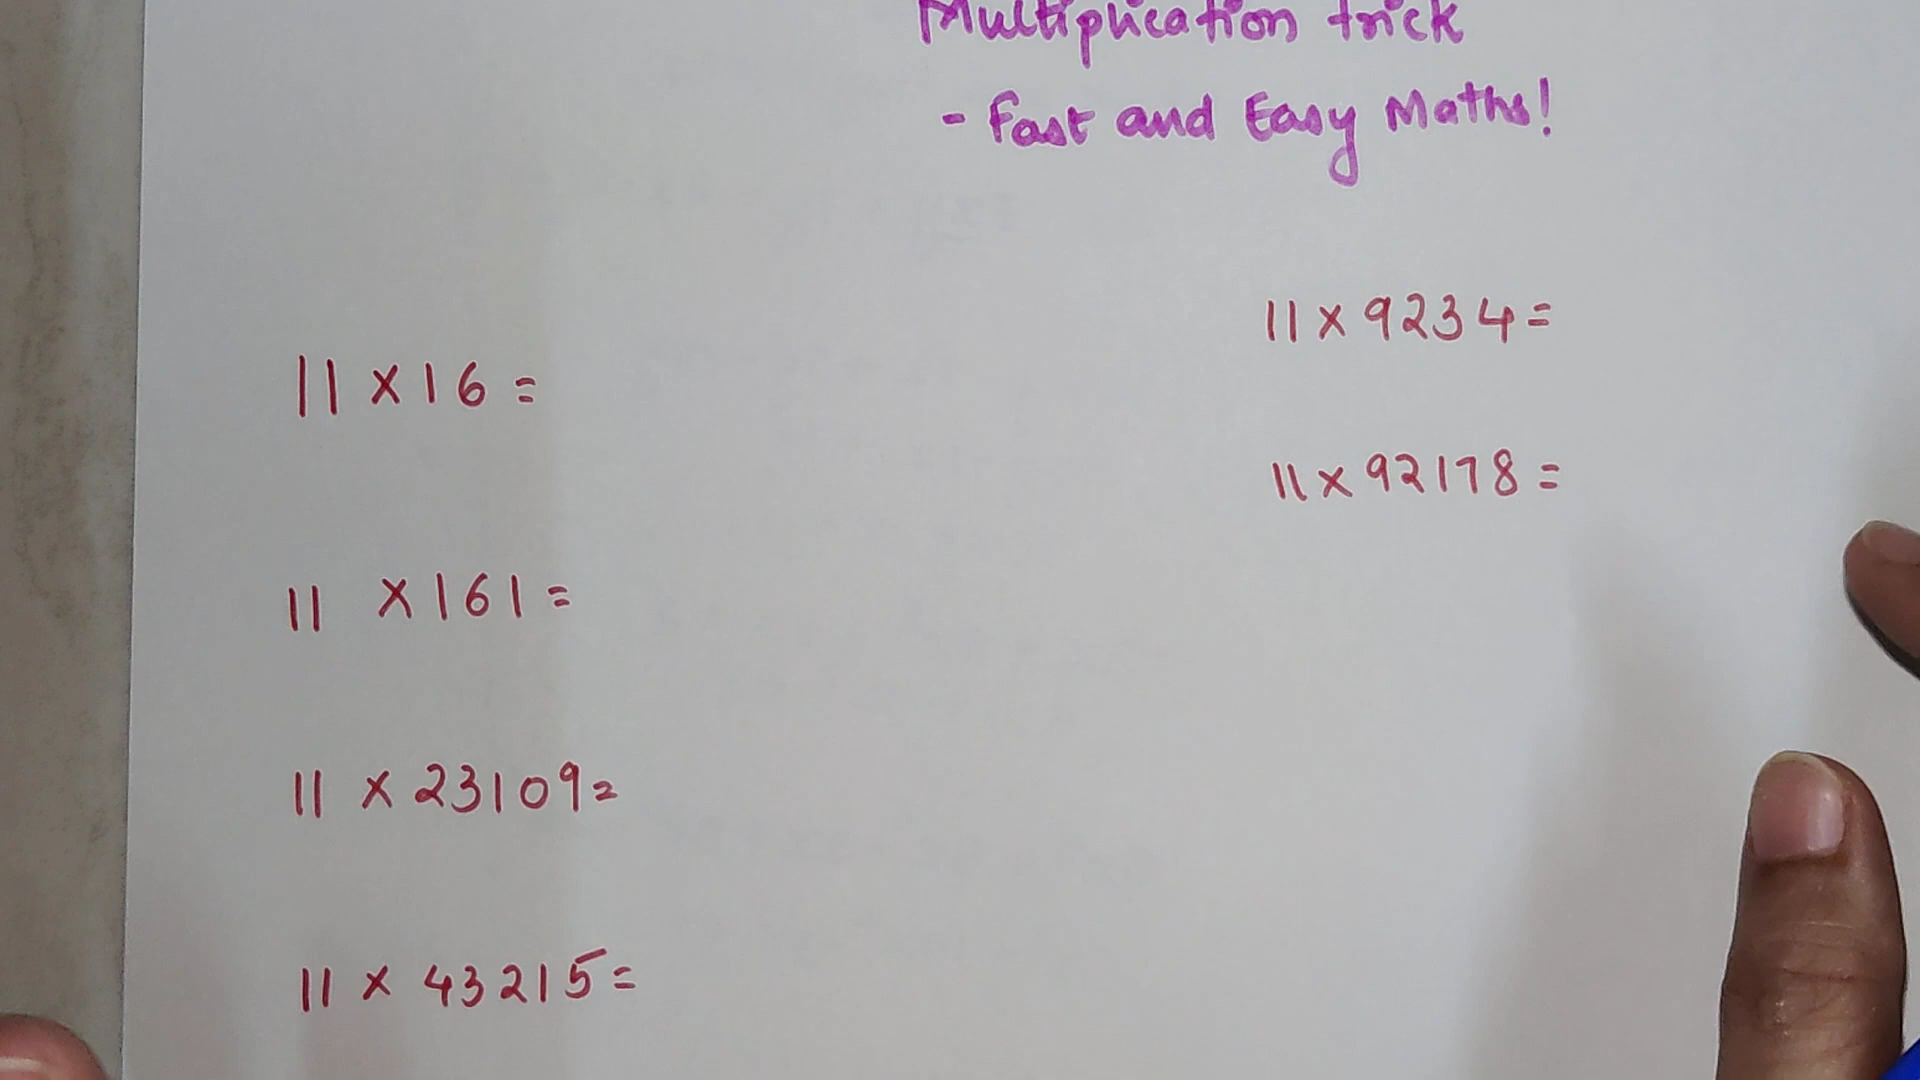 Multiplication trick
- Fast and Easy Maths!
11 x 16 =
11 x 161 =
11 x 23109=
11 x 43215=
11 x 9234=
11 x 92178=